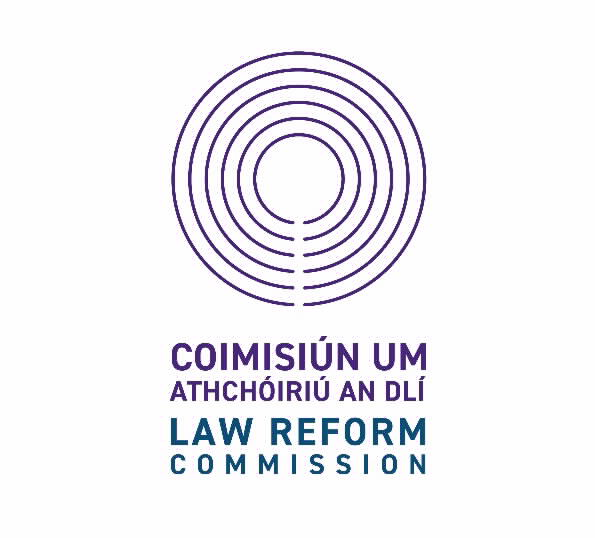 COIMISIÚN UM
ATHCHÓIRIÚ AN DLÍ
LAW REFORM
COMMISSION